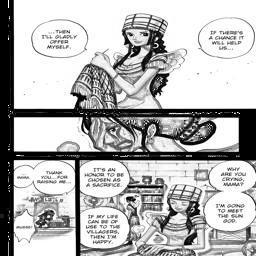 IF THERE'S
A CHANCE IT
WILL HELP
US...
...THEN
I'LL GLADLY
OFFER
MYSELF.
WHY ARE
YOU CRYING,
MAMA?
I'M GOING
TO MEET
THE SUN
GOD.
IT'S AN
HONOR TO BE
CHOSEN AS
A SACRIFICE.
IF MY LIFE
CAN BE OF
USE TO THE
VILLAGERS,
THEN I'M
HAPPY.
THANK
YOU...FOR
RAISING ME...
MAMA,